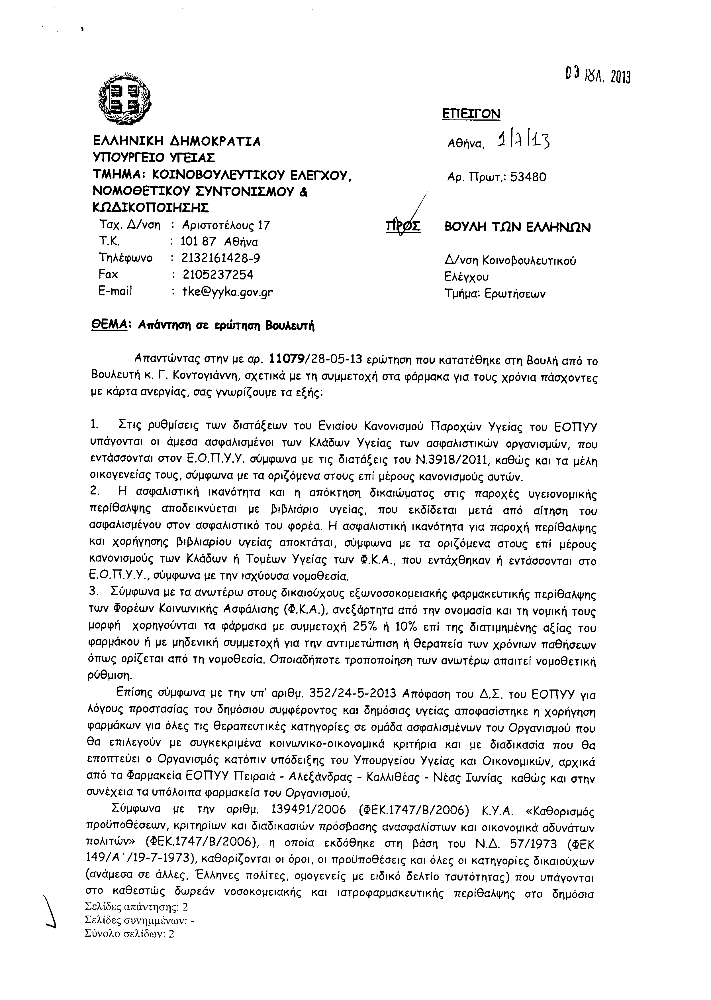 03 ΙΟΥΛ. 2013
ΕΠΕΙΓΟΝ
Αθήνα, 1/7/13
Αρ. Πρωτ.: 53480
ΕΛΛΗΝΙΚΗ ΔΗΜΟΚΡΑΤΙΑ
ΥΠΟΥΡΓΕΙΟ ΥΓΕΙΑΣ
ΤΜΗΜΑ: ΚΟΙΝΟΒΟΥΛΕΥΤΙΚΟΥ ΕΛΕΓΧΟΥ,
ΝΟΜΟΘΕΤΙΚΟΥ ΣΥΝΤΟΝΙΣΜΟΥ &
ΚΩΔΙΚΟΠΟΙΗΣΗΣ
Ταχ. Δ/νση : Αριστοτέλους 17
Τ.Κ. : 101 87 Αθήνα
Τηλέφωνο : 2132161428-9
Fax : 2105237254
E-mail : tke@yyka.gov.gr
ΠΡΟΣ ΒΟΥΛΗ ΤΩΝ ΕΛΛΗΝΩΝ
Δ/νση Κοινοβουλευτικού
Ελέγχου
Τμήμα: Ερωτήσεων
ΘΕΜΑ: Απάντηση σε ερώτηση Βουλευτή
Απαντώντας στην με αρ. 11079/28-05-13 ερώτηση που κατατέθηκε στη Βουλή από το
Βουλευτή κ. Γ. Κοντογιάννη, σχετικά με τη συμμετοχή στα φάρμακα για τους χρόνια πάσχοντες
με κάρτα ανεργίας, σας γνωρίζουμε τα εξής:
1. Στις ρυθμίσεις των διατάξεων του Ενιαίου Κανονισμού Παροχών Υγείας του ΕΟΠΥΥ
υπάγονται οι άμεσα ασφαλισμένοι των Κλάδων Υγείας των ασφαλιστικών οργανισμών, που
εντάσσονται στον Ε.Ο.Π.Υ.Υ. σύμφωνα με τις διατάξεις του Ν.3918/2011, καθώς και τα μέλη
οικογενείας τους, σύμφωνα με τα οριζόμενα στους επί μέρους κανονισμούς αυτών.
2. Η ασφαλιστική ικανότητα και η απόκτηση δικαιώματος στις παροχές υγειονομικής
περίθαλψης αποδεικνύεται με βιβλιάριο υγείας, που εκδίδεται μετά από αίτηση του
ασφαλισμένου στον ασφαλιστικό του φορέα. Η ασφαλιστική ικανότητα για παροχή περίθαλψης
και χορήγησης βιβλιαρίου υγείας αποκτάται, σύμφωνα με τα οριζόμενα στους επί μέρους
κανονισμούς των Κλάδων ή Τομέων Υγείας των Φ.Κ.Α., που εντάχθηκαν ή εντάσσονται στο
Ε.Ο.Π.Υ.Υ., σύμφωνα με την ισχύουσα νομοθεσία.
3. Σύμφωνα με τα ανωτέρω στους δικαιούχους εξωνοσοκομειακής φαρμακευτικής περίθαλψης
των Φορέων Κοινωνικής Ασφάλισης (Φ.Κ.Α.), ανεξάρτητα από την ονομασία και τη νομική τους
μορφή χορηγούνται τα φάρμακα με συμμετοχή 25% ή 10% επί της διατιμημένης αξίας του
φαρμάκου ή με μηδενική συμμετοχή για την αντιμετώπιση ή θεραπεία των χρόνιων παθήσεων
όπως ορίζεται από τη νομοθεσία. Οποιαδήποτε τροποποίηση των ανωτέρω απαιτεί νομοθετική
ρύθμιση.
Επίσης σύμφωνα με την υπ' αριθμ. 352/24-5-2013 Απόφαση του Δ.Σ. του ΕΟΠΥΥ για
λόγους προστασίας του δημόσιου συμφέροντος και δημόσιας υγείας αποφασίστηκε η χορήγηση
φαρμάκων για όλες τις θεραπευτικές κατηγορίες σε ομάδα ασφαλισμένων του Οργανισμού που
θα επιλεγούν με συγκεκριμένα κοινωνικο-οικονομικά κριτήρια και με διαδικασία που θα
εποπτεύει ο Οργανισμός κατόπιν υπόδειξης του Υπουργείου Υγείας και Οικονομικών, αρχικά
από τα Φαρμακεία ΕΟΠΥΥ Πειραιά - Αλεξάνδρας - Καλλιθέας - Νέας Ιωνίας καθώς και στην
συνέχεια τα υπόλοιπα φαρμακεία του Οργανισμού.
Σύμφωνα με την αριθμ. 139491/2006 (ΦΕΚ.1747/Β/2006) Κ.Υ.Α. «Καθορισμός
προϋποθέσεων, κριτηρίων και διαδικασιών πρόσβασης ανασφαλίστων και οικονομικά αδυνάτων
πολιτών» (ΦΕΚ.1747/Β/2006), η οποία εκδόθηκε στη βάση του Ν.Δ. 57/1973 (ΦΕΚ
149/Α΄/19-7-1973), καθορίζονται οι όροι, οι προϋποθέσεις και όλες οι κατηγορίες δικαιούχων
(ανάμεσα σε άλλες, Έλληνες πολίτες, ομογενείς με ειδικό δελτίο ταυτότητας) που υπάγονται
στο καθεστώς δωρεάν νοσοκομειακής και ιατροφαρμακευτικής περίθαλψης στα δημόσια
Σελίδες απάντησης: 2
Σελίδες συνημμένων: -
Σύνολο σελίδων: 2